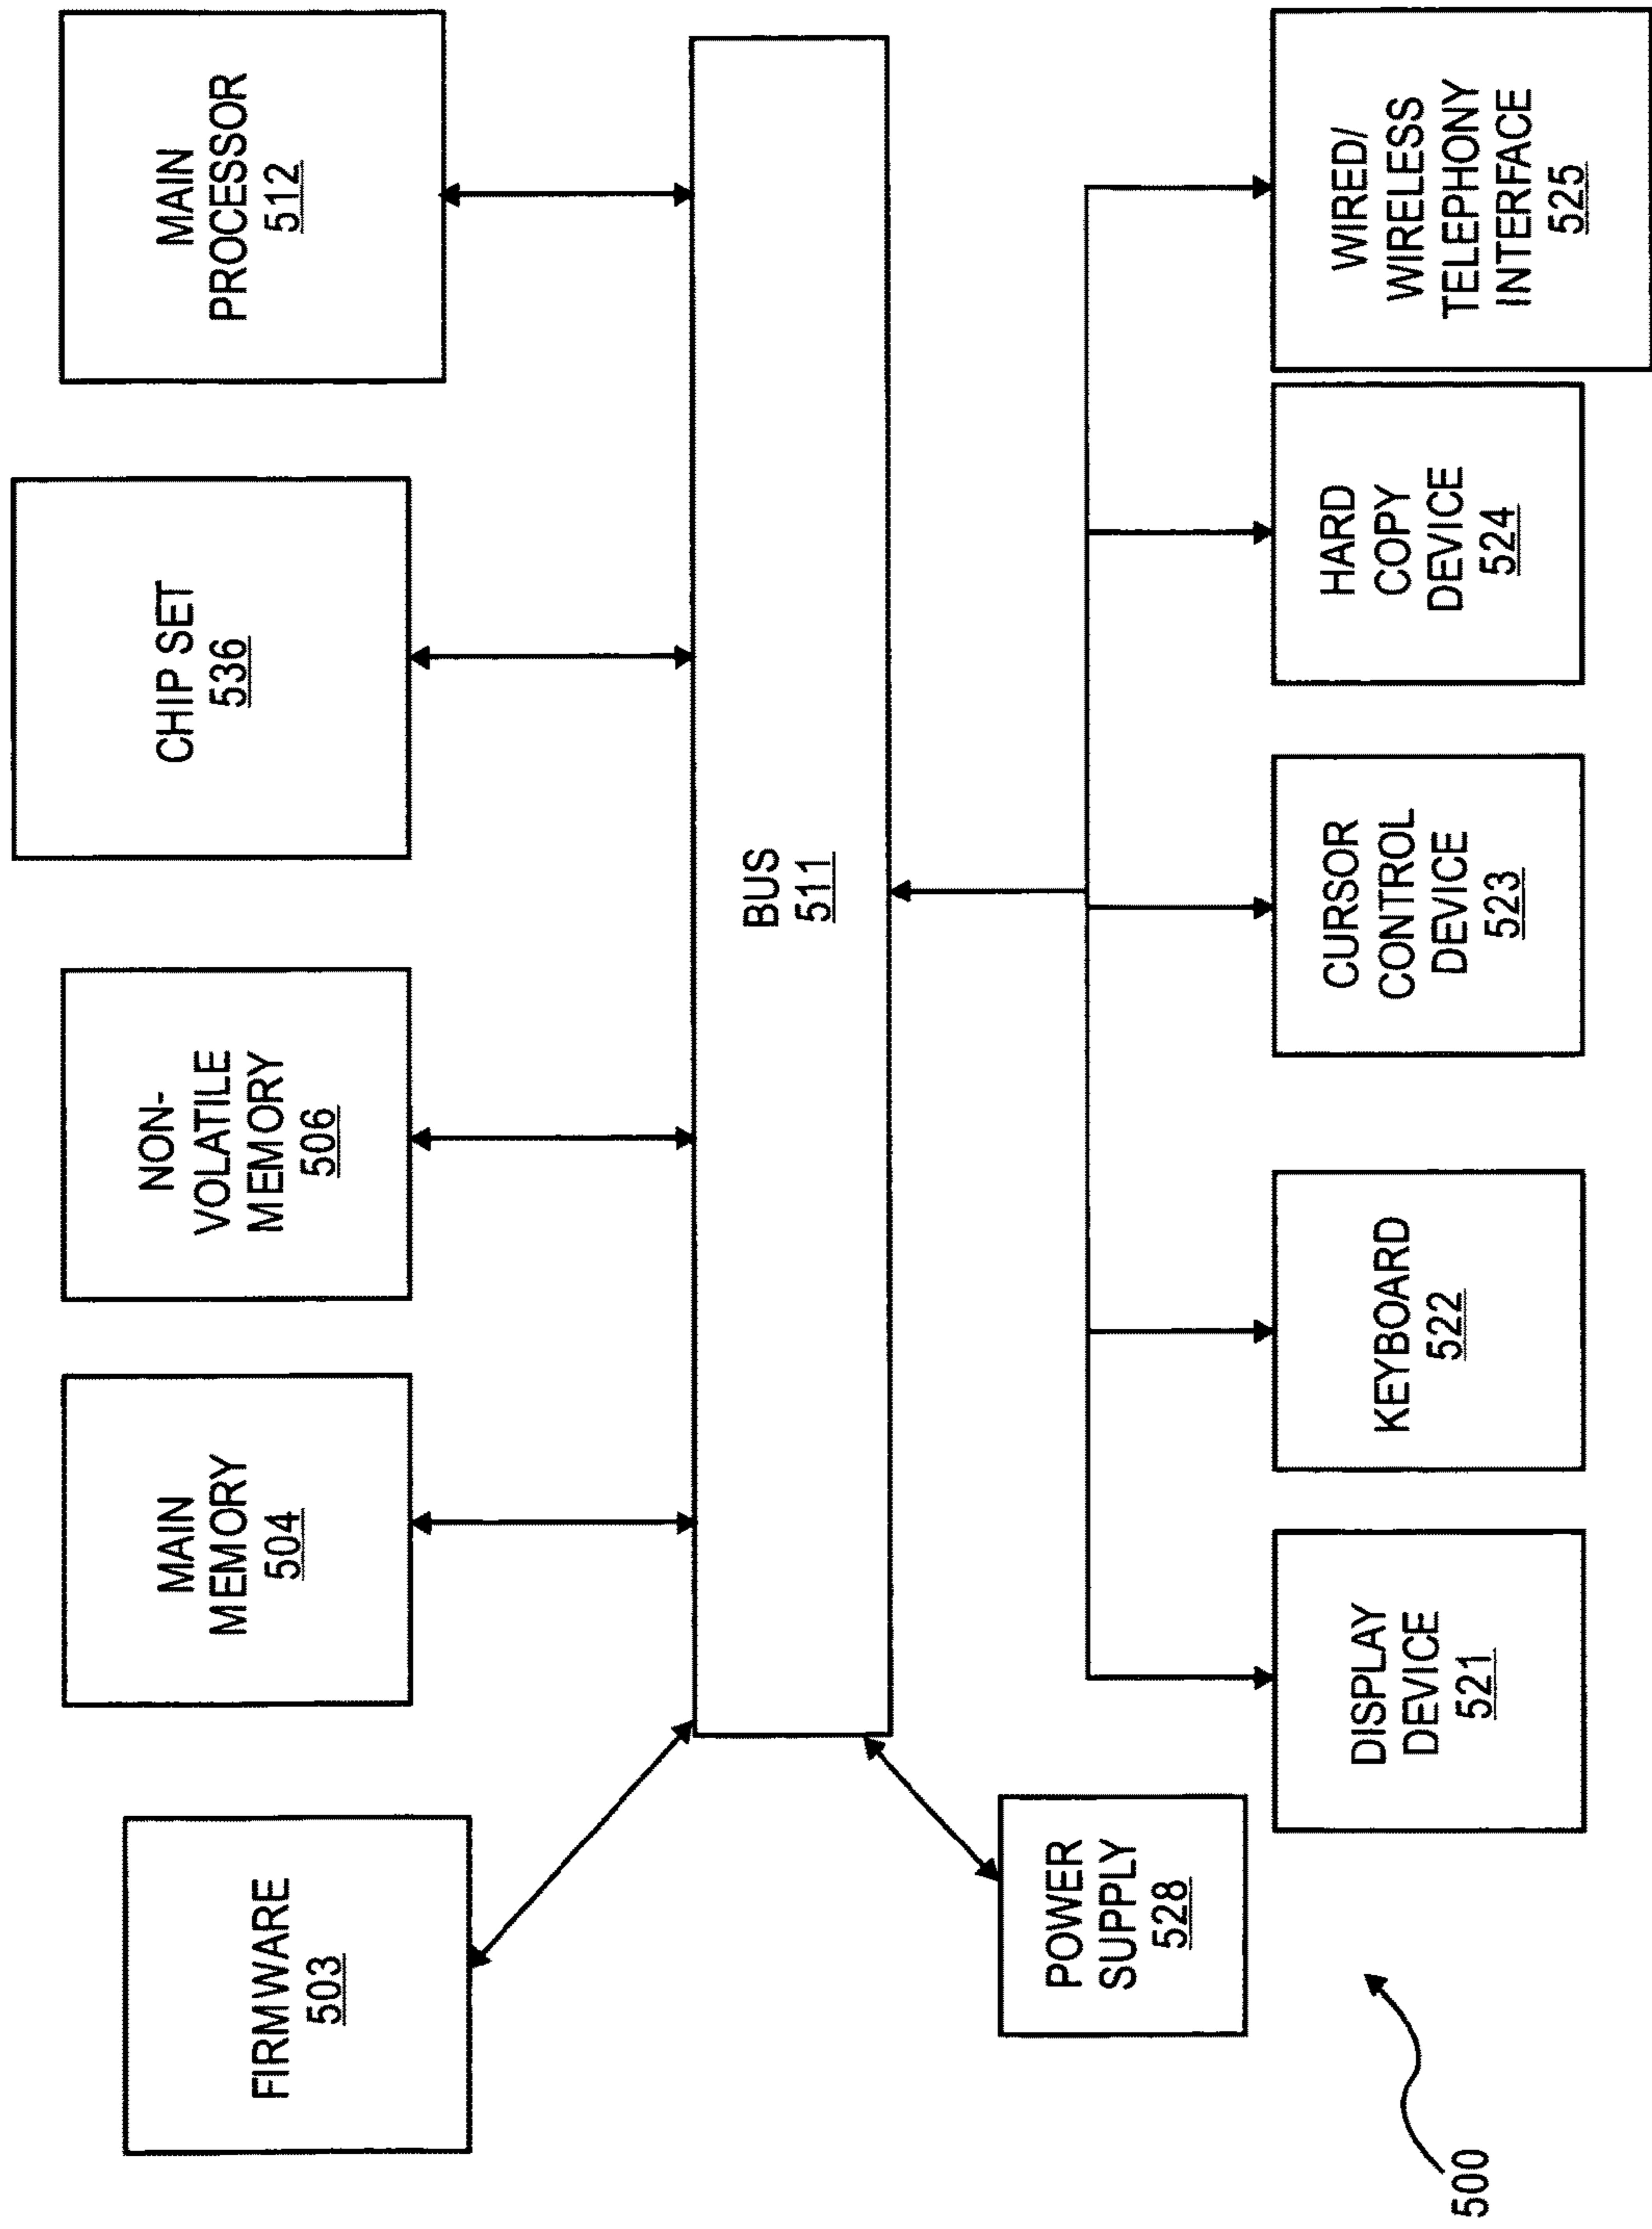 MAIN
PROCESSOR
512
CHIP SET
536
NON-
VOLATILE
MEMORY
506
MAIN
MEMORY
504
FIRMWARE
503
BUS
511
POWER
SUPPLY
528
DISPLAY
DEVICE
521
KEYBOARD
522
CURSOR
CONTROL
DEVICE
523
HARD
COPY
DEVICE
524
WIRED/
WIRELESS
TELEPHONY
INTERFACE
525
500